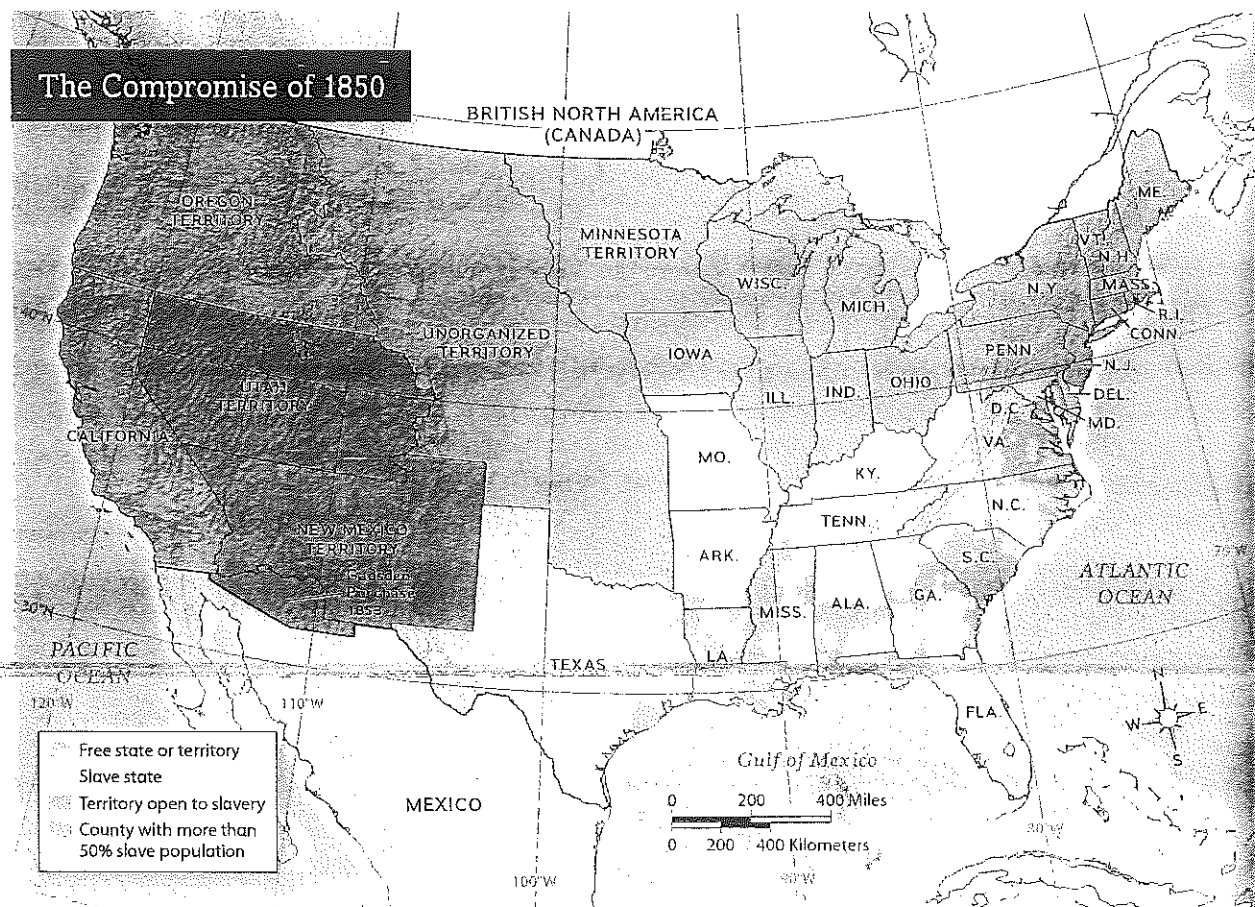 The Compromise of 1850
BRITISH NORTH AMERICA
(CANADA)
OREGON
TERRITORY
MINNESOTA
TERRITORY
WISC.
MICH.
ME.
VT.
N.H.
N.Y.
MASS.
R.I.
CONN.
40°N
UNORGANIZED
TERRITORY
IOWA
PENN.
N.J.
UTAH
TERRITORY
ILL.
IND.
OHIO
DEL.
D.C.
MD.
CALIFORNIA
VA.
MO.
KY.
NEW MEXICO
TERRITORY
TENN.
N.C.
ARK.
S.C.
70°W
Gadsden
Purchase
1853
ATLANTIC
OCEAN
30°N
MISS.
ALA.
GA.
PACIFIC
OCEAN
LA.
TEXAS
120°W
110°W
FLA.
N
W
E
S
Free state or territory
Slave state
Territory open to slavery
County with more than
50% slave population
MEXICO
Gulf of Mexico
0 200 400 Miles
0 200 400 Kilometers
100°W
90°W
80°W